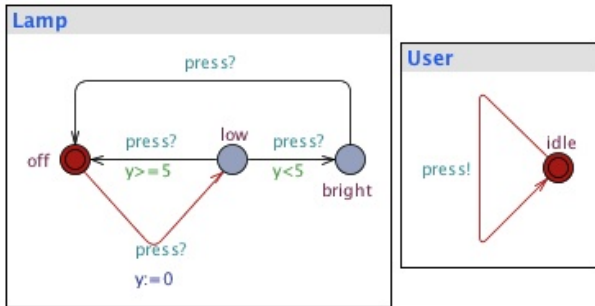 Lamp
press?
press?
low
press?
off
y>=5
y<5
bright
press?
y:=0
User
idle
press!